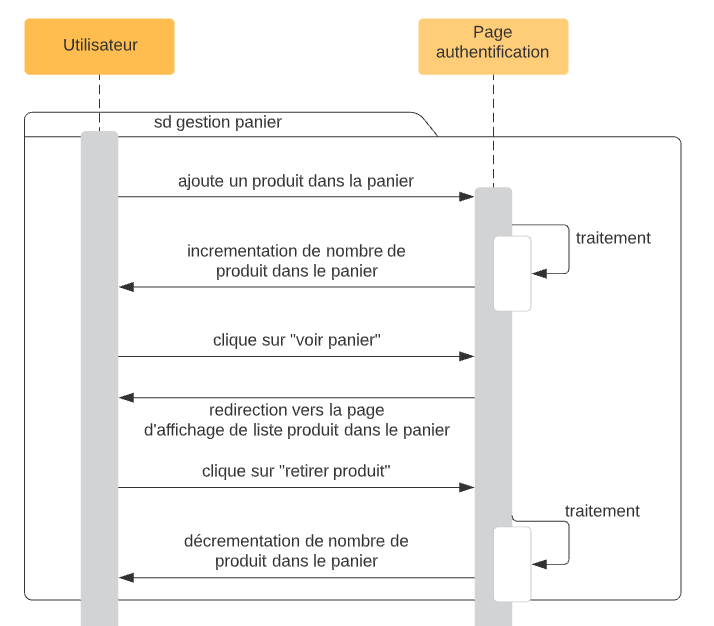 Utilisateur
Page
authentification
sd gestion panier
ajoute un produit dans la panier
traitement
incrementation de nombre de
produit dans le panier
clique sur "voir panier"
redirection vers la page
d'affichage de liste produit dans le panier
clique sur "retirer produit"
traitement
décrementation de nombre de
produit dans le panier